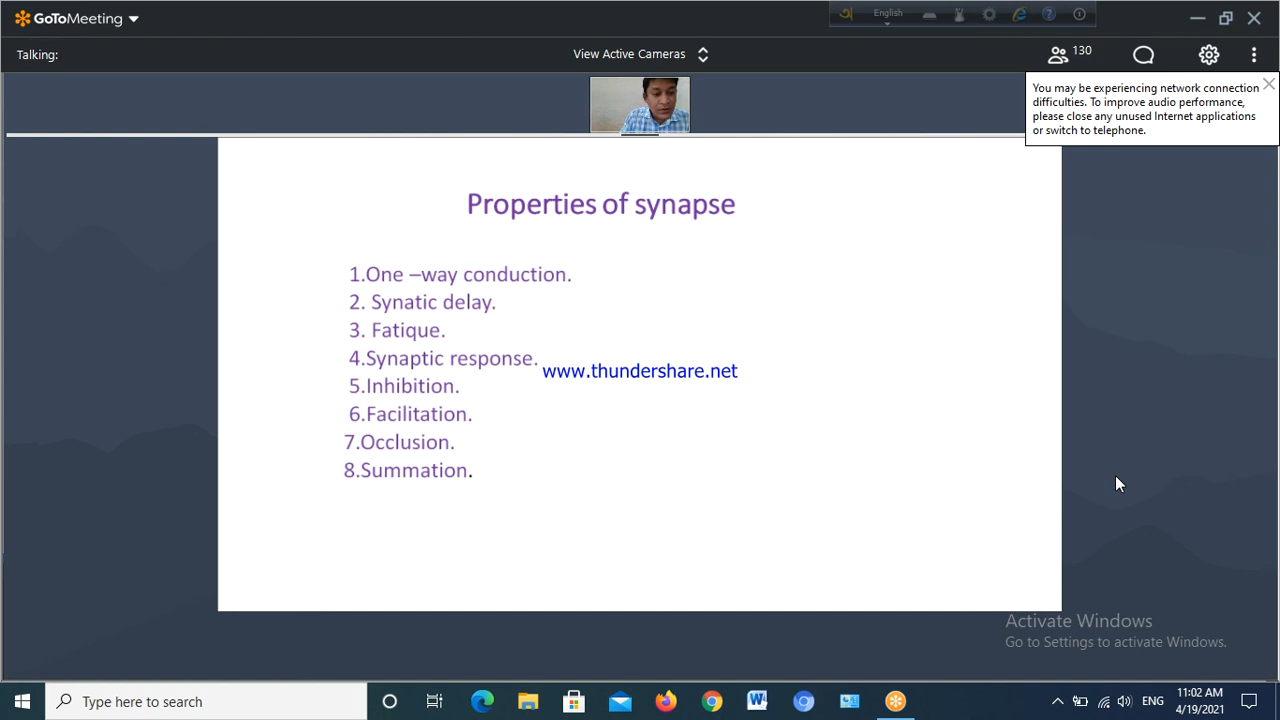 GoToMeeting
English
Talking:
View Active Cameras
130
You may be experiencing network connection
difficulties. To improve audio performance,
please close any unused Internet applications
or switch to telephone.
Properties of synapse
1.One –way conduction.
2. Synatic delay.
3. Fatique.
4.Synaptic response.
www.thundershare.net
5.Inhibition.
6.Facilitation.
7.Occlusion.
8.Summation.
Activate Windows
Go to Settings to activate Windows.
Type here to search
ENG
11:02 AM
4/19/2021